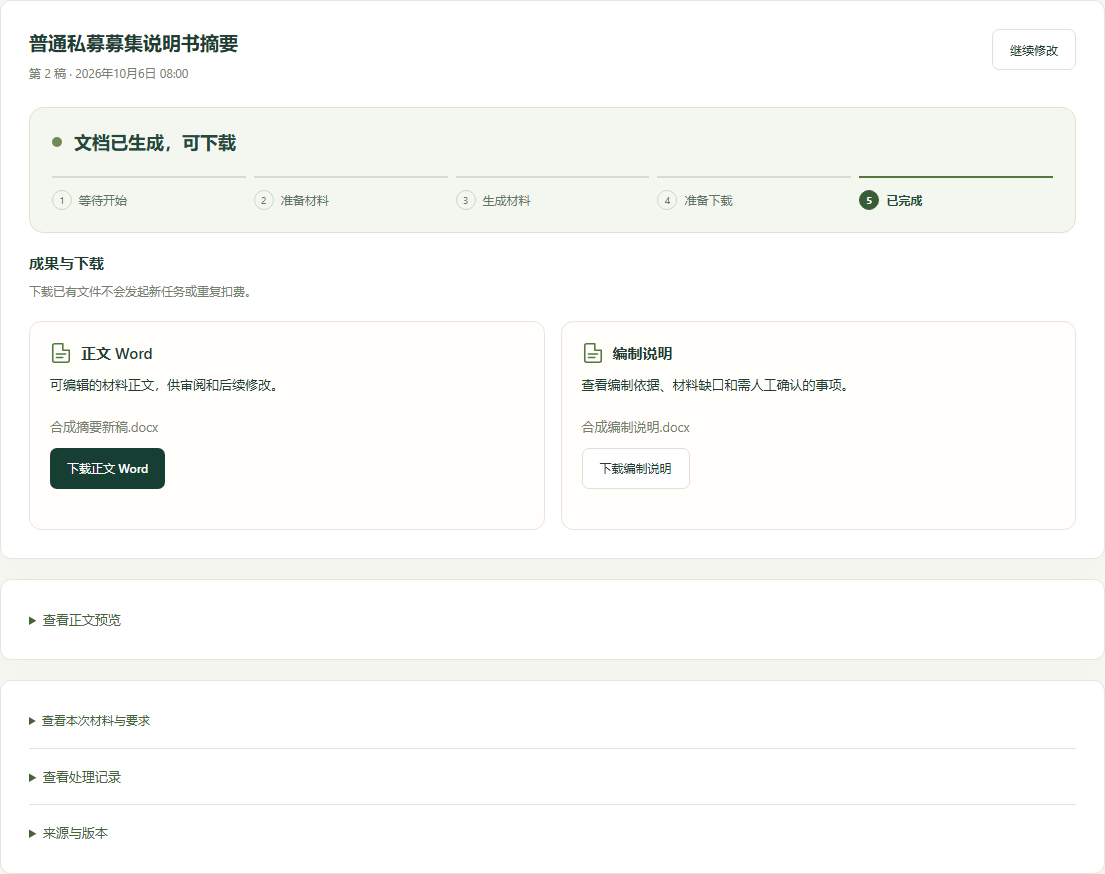 普通私募募集说明书摘要
继续修改
第 2 稿 · 2026年10月6日 08:00
文档已生成，可下载
1 等待开始
2 准备材料
3 生成材料
4 准备下载
5 已完成
成果与下载
下载已有文件不会发起新任务或重复扣费。
正文 Word
可编辑的材料正文，供审阅和后续修改。
合成摘要新稿.docx
下载正文 Word
编制说明
查看编制依据、材料缺口和需人工确认的事项。
合成编制说明.docx
下载编制说明
查看正文预览
查看本次材料与要求
查看处理记录
来源与版本